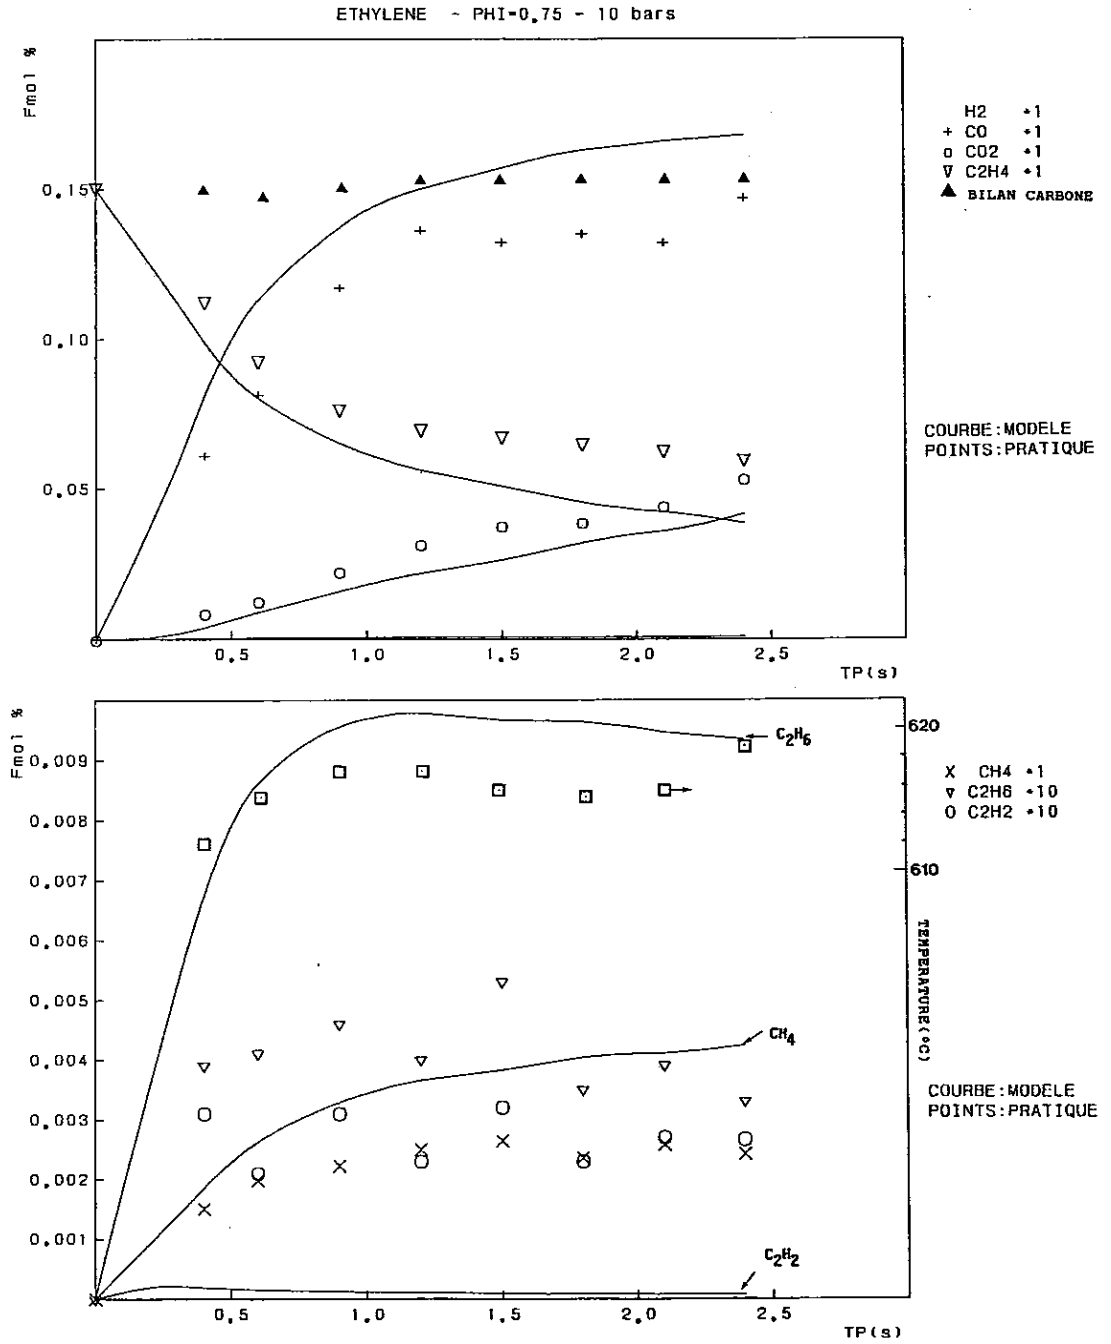 ETHYLENE - PHI=0.75 - 10 bars
Fmol %
H2 *1
+ CO *1
o CO2 *1
▽ C2H4 *1
▲ BILAN CARBONE
0.15
0.10
0.05
COURBE:MODELE
POINTS:PRATIQUE
0.5 1.0 1.5 2.0 2.5
TP(s)
Fmol %
C2H6
620
0.009
X CH4 *1
▽ C2H6 *10
O C2H2 *10
0.008
610
0.007
0.006
TEMPERATURE(°C)
0.005
CH4
0.004
COURBE:MODELE
POINTS:PRATIQUE
0.003
0.002
0.001
C2H2
0.5 1.0 1.5 2.0 2.5
TP(s)